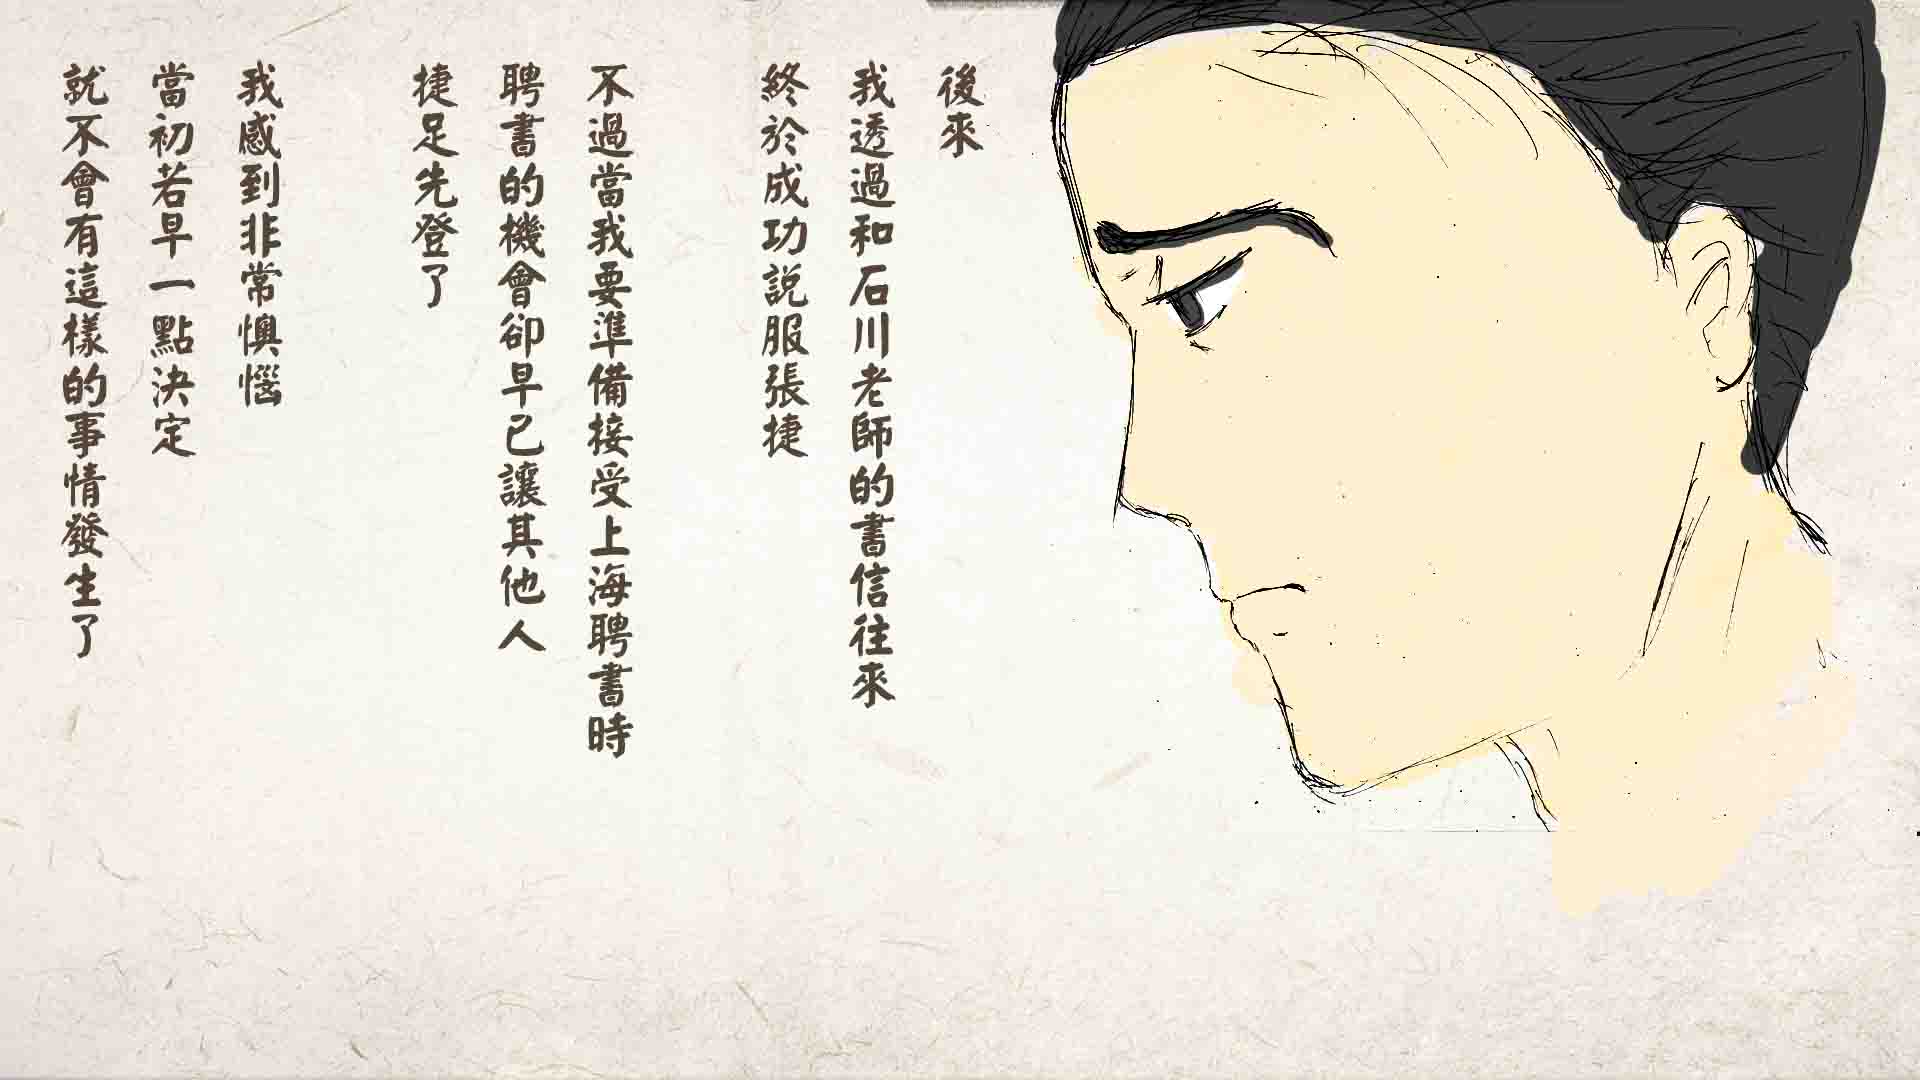 後來
我透過和石川老師的書信往來
終於成功説服張捷
不過當我要準備接受上海聘書時
聘書的機會卻早已讓其他人
捷足先登了
我感到非常懊惱
當初若早一點決定
就不會有這樣的事情發生了